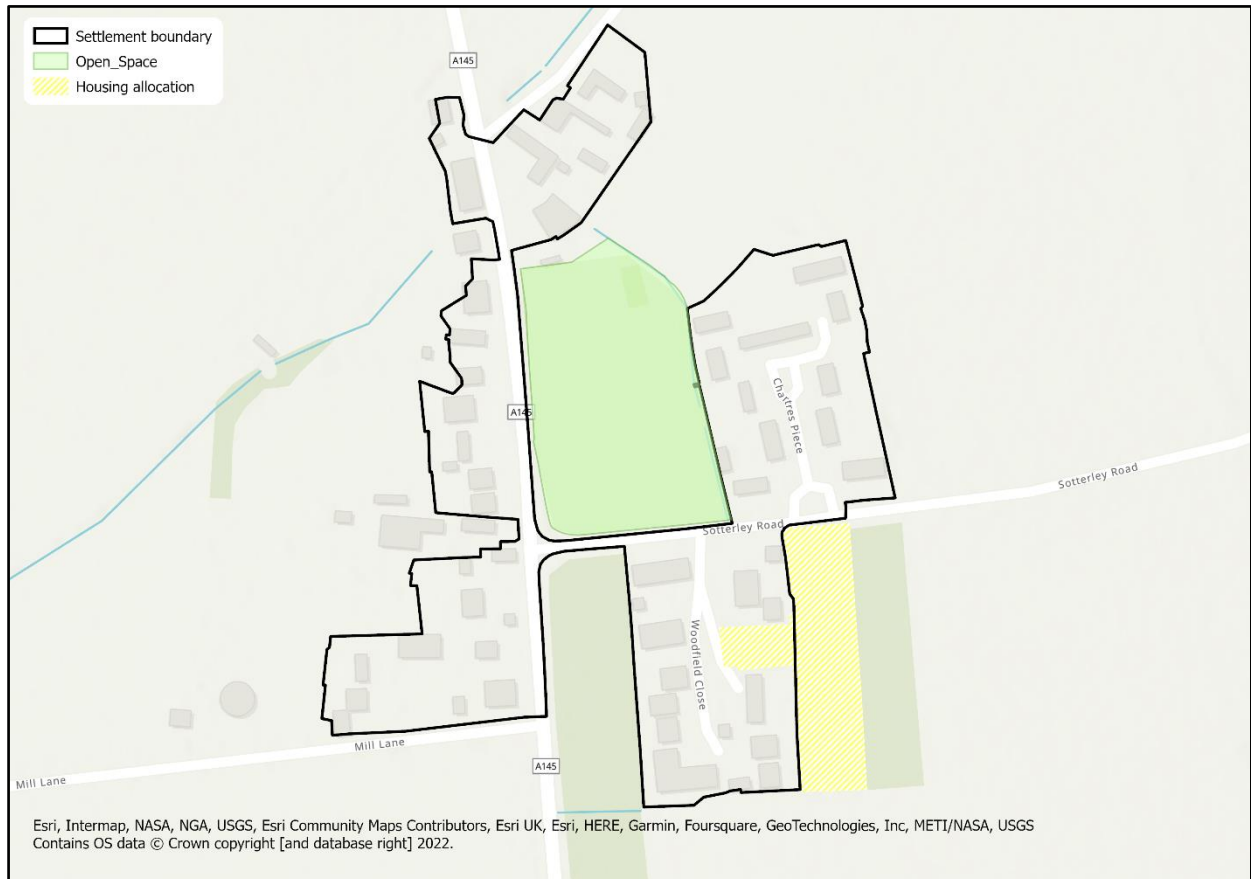 Settlement boundary
Open_Space
Housing allocation
A145
A145
Chartres Piece
Sotterley Road
Sotterley Road
Woodfield Close
Mill Lane
A145
Mill Lane
Esri, Intermap, NASA, NGA, USGS, Esri Community Maps Contributors, Esri UK, Esri, HERE, Garmin, Foursquare, GeoTechnologies, Inc, METI/NASA, USGS
Contains OS data © Crown copyright [and database right] 2022.